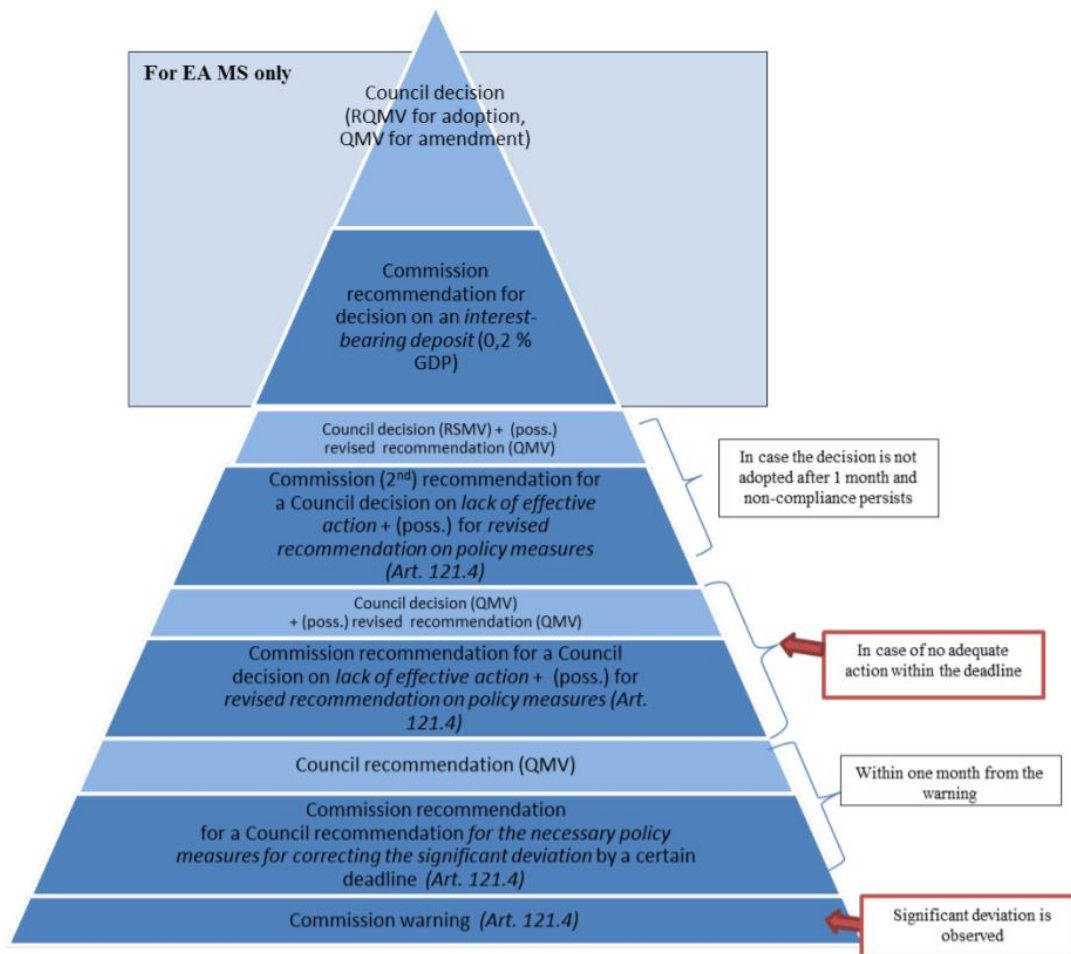 For EA MS only
Council decision
(RQMV for adoption,
QMV for amendment)
Commission
recommendation for
decision on an interest-
bearing deposit (0,2 %
GDP)
Council decision (RSMV) + (poss.)
revised recommendation (QMV)
In case the decision is not
adopted after 1 month and
non-compliance persists
Commission (2nd) recommendation for
a Council decision on lack of effective
action + (poss.) for revised
recommendation on policy measures
(Art. 121.4)
Council decision (QMV)
+ (poss.) revised recommendation (QMV)
In case of no adequate
action within the deadline
Commission recommendation for a Council
decision on lack of effective action + (poss.) for
revised recommendation on policy measures (Art.
121.4)
Council recommendation (QMV)
Within one month from the
warning
Commission recommendation
for a Council recommendation for the necessary policy
measures for correcting the significant deviation by a certain
deadline (Art. 121.4)
Commission warning (Art. 121.4)
Significant deviation is
observed